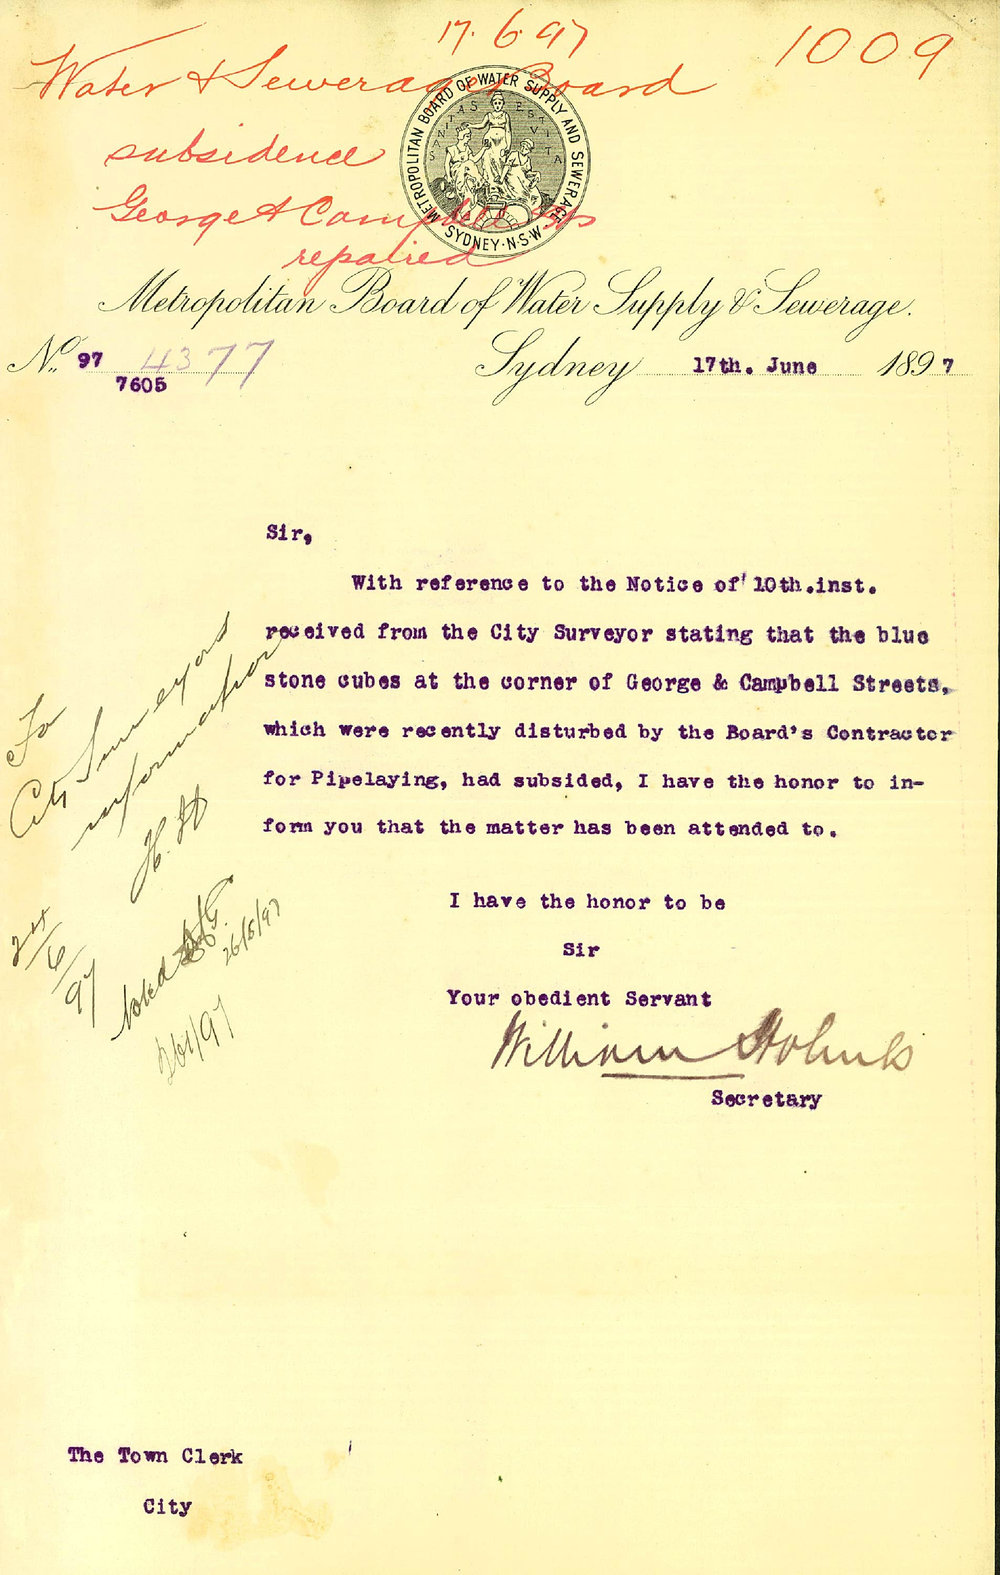 17. 6. 97
1009
Water & Sewerage Board
subsidence
George & Campbell Sts
repaired
METROPOLITAN BOARD OF WATER SUPPLY AND SEWERAGE
SYDNEY·N·S·W·
Metropolitan Board of Water Supply & Sewerage.
No. 97 4377
7605
Sydney 17th. June 1897
Sir,
With reference to the Notice of 10th.inst.
received from the City Surveyor stating that the blue
stone cubes at the corner of George & Campbell Streets,
which were recently disturbed by the Board's Contractor
for Pipelaying, had subsided, I have the honor to in-
form you that the matter has been attended to.
I have the honor to be
Sir
Your obedient Servant
William Holmes
Secretary
For
City Surveyors
information
24/6/97
Noted
26/6/97
The Town Clerk
City